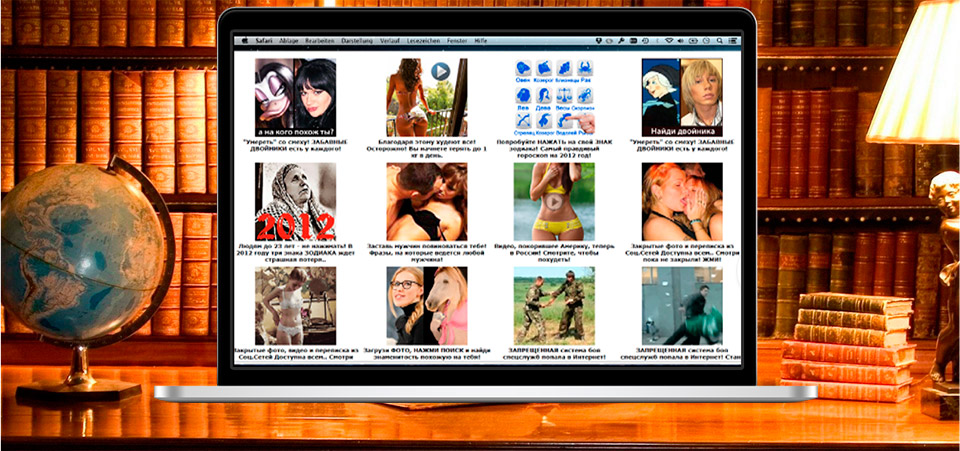 Safari Ablage Bearbeiten Darstellung Verlauf Lesezeichen Fenster Hilfe
а на кого похож ты?
"Умереть" со смеху! ЗАБАВНЫЕ
ДВОЙНИКИ есть у каждого!
Благодаря этому худеют все!
Осторожно! Вы начнете терять до 1
кг в день.
Овен Козерог Близнецы Рак
Лев Дева Весы Скорпион
Стрелец Козерог Водолей
Попробуйте НАЖАТЬ на свой ЗНАК
зодиака! Самый правдивый
гороскоп на 2012 год!
Найди двойника
"Умереть" со смеху! ЗАБАВНЫЕ
ДВОЙНИКИ есть у каждого!
2012
Людям до 23 лет - не нажимать! В
2012 году три знака ЗОДИАКА ждет
страшная потеря..
Заставь мужчин повиноваться тебе!
Фразы, на которые ведется любой
мужчина!
Видео, покорившее Америку, теперь
в России! Смотрите, чтобы
похудеть!
Закрытые фото и переписка из
Соц.Сетей Доступна всем.. Смотри
пока не закрыли! ЖМИ!
Закрытые фото, видео и переписка из
Соц.Сетей Доступна всем.. Смотри
Загрузи ФОТО, НАЖМИ ПОИСК и найди
знаменитость похожую на тебя!
ЗАПРЕЩЕННАЯ система боя
спецслужб попала в Интернет!
ЗАПРЕЩЕННАЯ система боя
спецслужб попала в Интернет! Стан